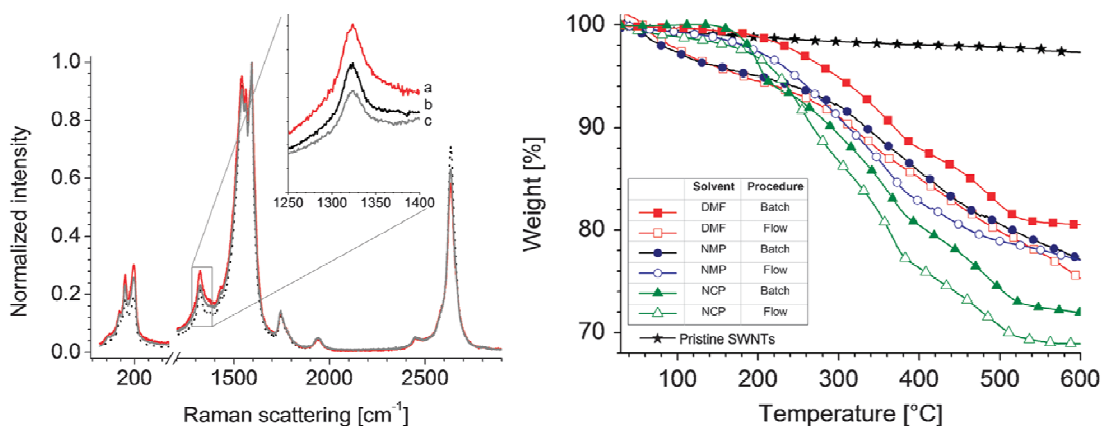 Normalized intensity
1.0
0.8
0.6
0.4
0.2
0.0
200
1500
2000
2500
Raman scattering [cm⁻¹]
a
b
c
1250 1300 1350 1400
Weight [%]
100
90
80
70
100 200 300 400 500 600
Temperature [°C]
Solvent Procedure
DMF Batch
DMF Flow
NMP Batch
NMP Flow
NCP Batch
NCP Flow
Pristine SWNTs